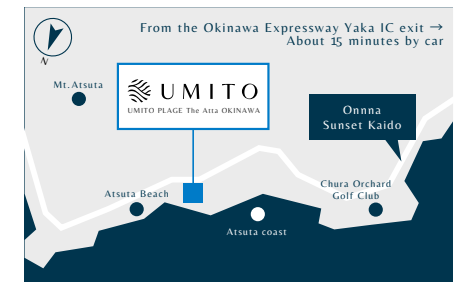 From the Okinawa Expressway Yaka IC exit →
About 15 minutes by car
N
Mt.Atsuta
UMITO
UMITO PLAGE The Atta OKINAWA
Onnna
Sunset Kaido
Chura Orchard
Golf Club
Atsuta Beach
Atsuta coast